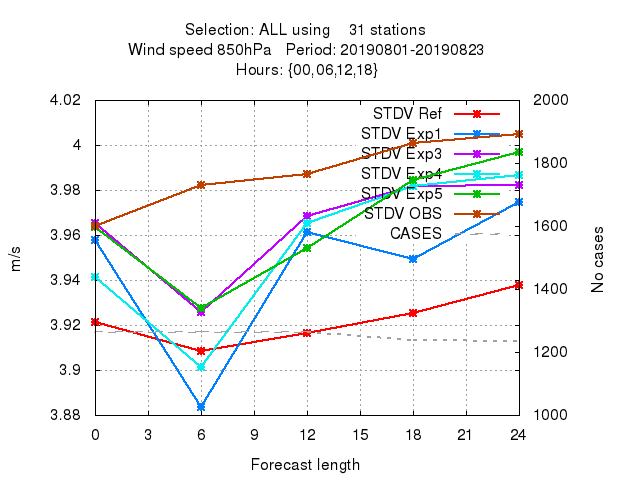 Selection: ALL using 31 stations
Wind speed 850hPa Period: 20190801-20190823
Hours: {00,06,12,18}
4.02
4
3.98
3.96
3.94
3.92
3.9
3.88
m/s
STDV Ref
STDV Exp1
STDV Exp3
STDV Exp4
STDV Exp5
STDV OBS
CASES
2000
1800
1600
1400
1200
1000
No cases
0 3 6 9 12 15 18 21 24
Forecast length